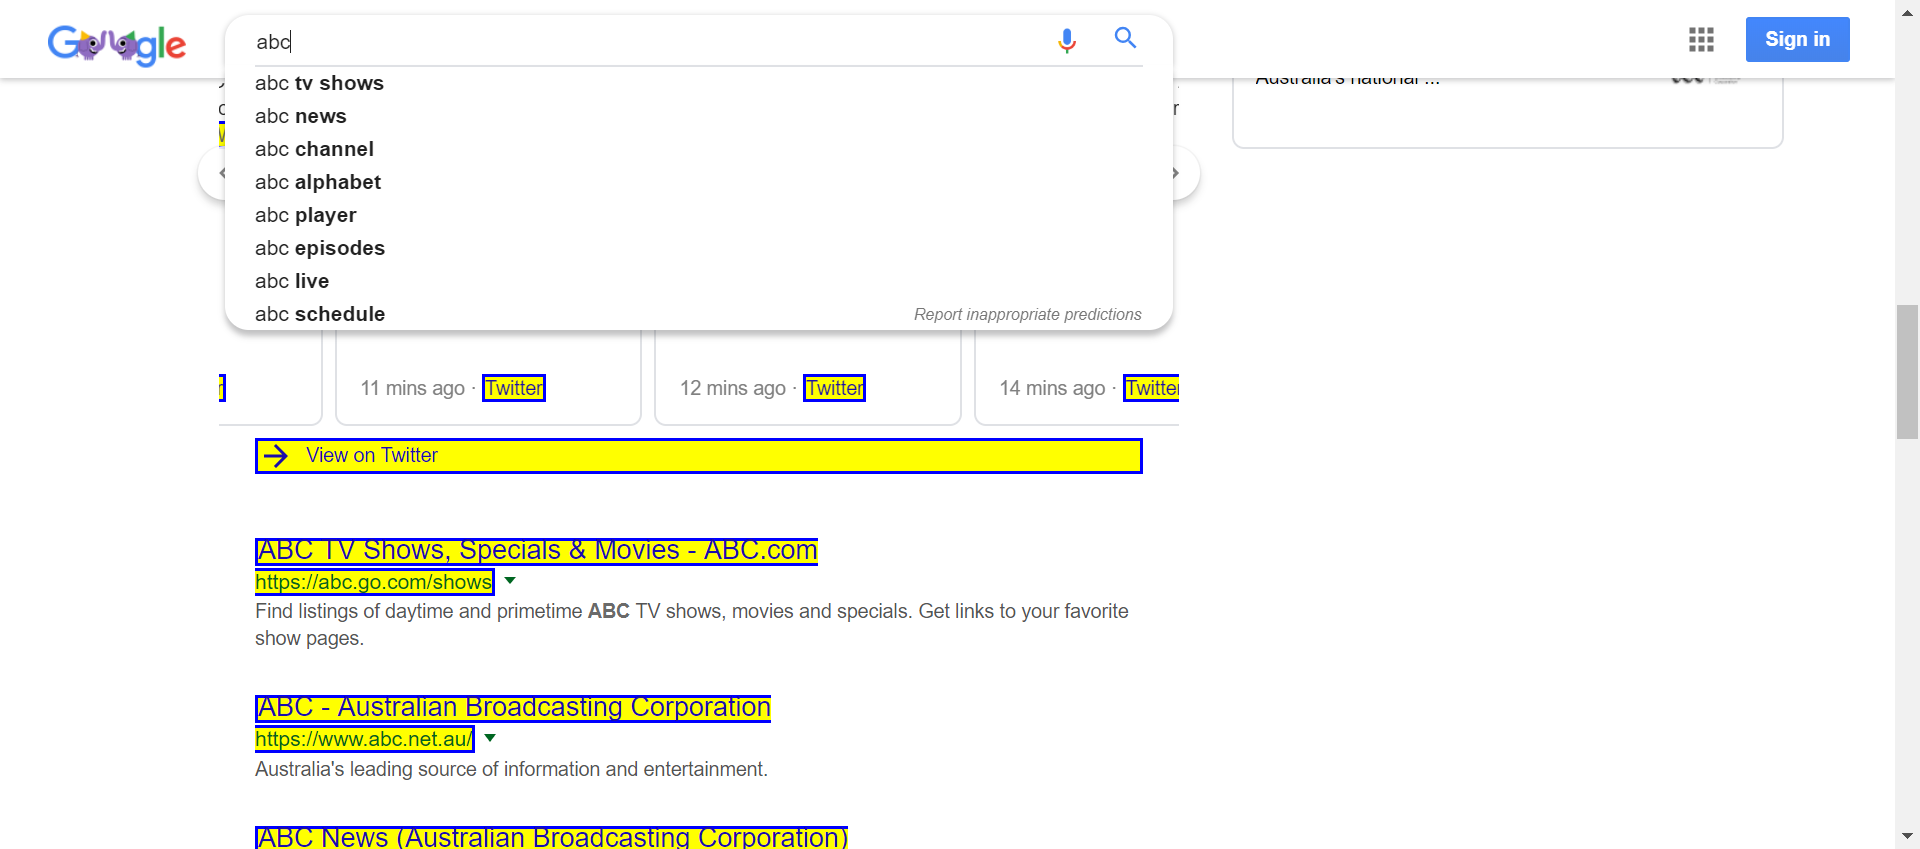 Google
abc
Sign in
abc tv shows
abc news
abc channel
abc alphabet
abc player
abc episodes
abc live
abc schedule
Report inappropriate predictions
Australia's national ...
11 mins ago · Twitter
12 mins ago · Twitter
14 mins ago · Twitter
View on Twitter
ABC TV Shows, Specials & Movies - ABC.com
https://abc.go.com/shows
Find listings of daytime and primetime ABC TV shows, movies and specials. Get links to your favorite
show pages.
ABC - Australian Broadcasting Corporation
https://www.abc.net.au/
Australia's leading source of information and entertainment.
ABC News (Australian Broadcasting Corporation)